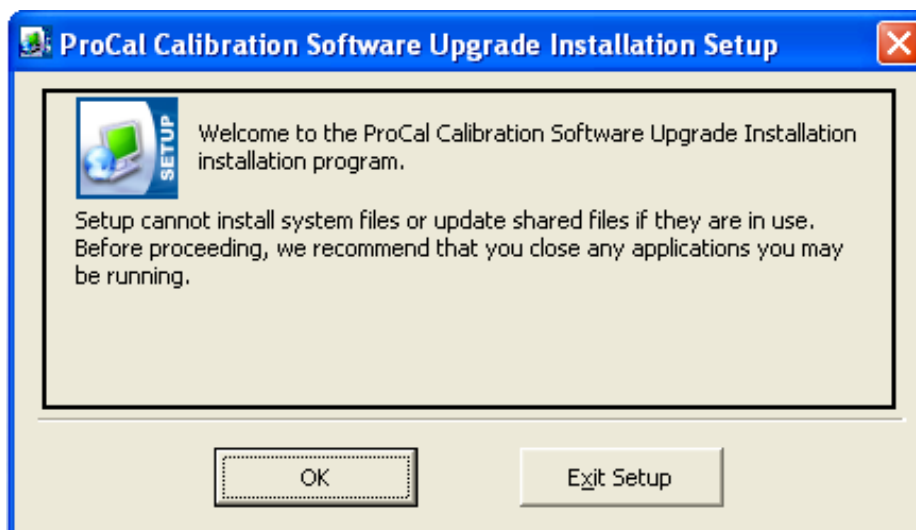 ProCal Calibration Software Upgrade Installation Setup
SETUP
Welcome to the ProCal Calibration Software Upgrade Installation
installation program.
Setup cannot install system files or update shared files if they are in use.
Before proceeding, we recommend that you close any applications you may
be running.
OK
Exit Setup